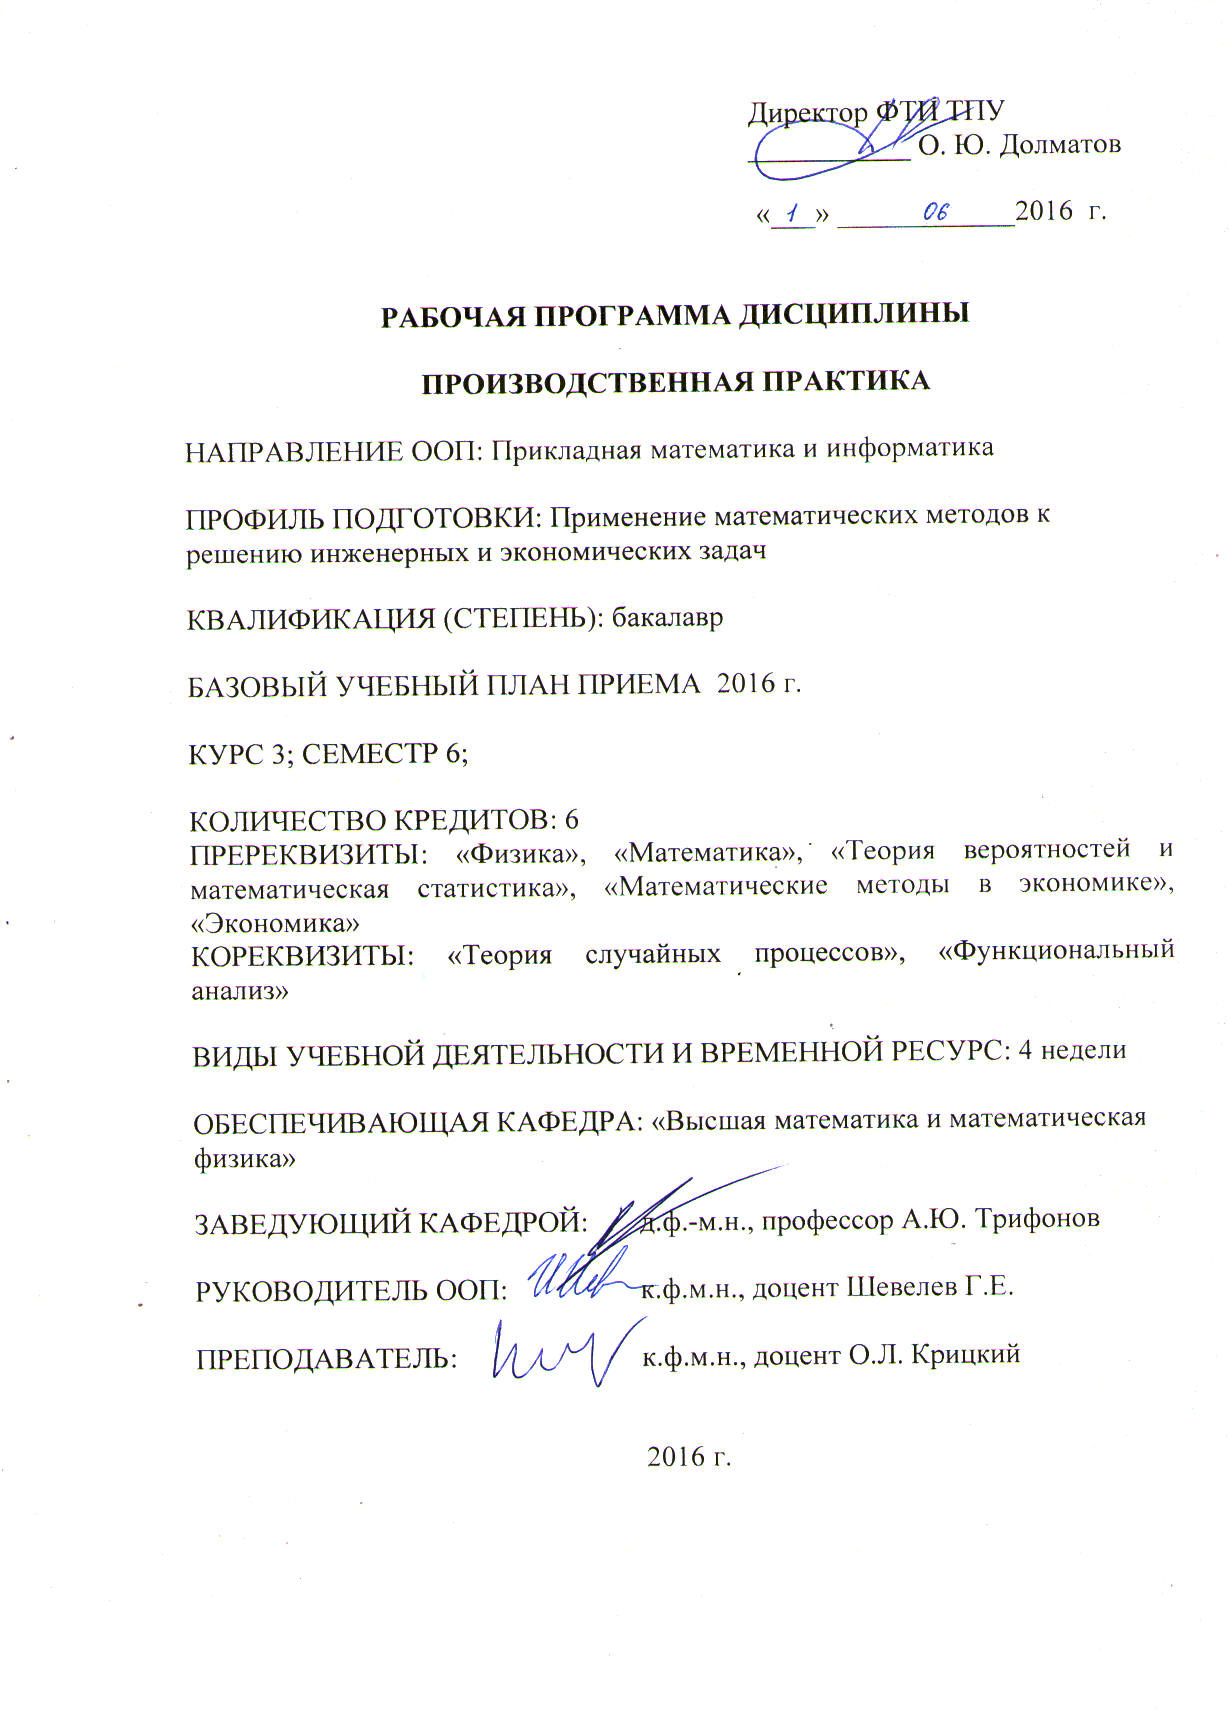 Директор ФТИ ТПУ
____________ О. Ю. Долматов
«_1_» ______06______2016 г.
РАБОЧАЯ ПРОГРАММА ДИСЦИПЛИНЫ
ПРОИЗВОДСТВЕННАЯ ПРАКТИКА
НАПРАВЛЕНИЕ ООП: Прикладная математика и информатика
ПРОФИЛЬ ПОДГОТОВКИ: Применение математических методов к
решению инженерных и экономических задач
КВАЛИФИКАЦИЯ (СТЕПЕНЬ): бакалавр
БАЗОВЫЙ УЧЕБНЫЙ ПЛАН ПРИЕМА 2016 г.
КУРС 3; СЕМЕСТР 6;
КОЛИЧЕСТВО КРЕДИТОВ: 6
ПРЕРЕКВИЗИТЫ: «Физика», «Математика», «Теория вероятностей и
математическая статистика», «Математические методы в экономике»,
«Экономика»
КОРЕКВИЗИТЫ: «Теория случайных процессов», «Функциональный
анализ»
ВИДЫ УЧЕБНОЙ ДЕЯТЕЛЬНОСТИ И ВРЕМЕННОЙ РЕСУРС: 4 недели
ОБЕСПЕЧИВАЮЩАЯ КАФЕДРА: «Высшая математика и математическая
физика»
ЗАВЕДУЮЩИЙ КАФЕДРОЙ: д.ф.-м.н., профессор А.Ю. Трифонов
РУКОВОДИТЕЛЬ ООП: к.ф.м.н., доцент Шевелев Г.Е.
ПРЕПОДАВАТЕЛЬ: к.ф.м.н., доцент О.Л. Крицкий
2016 г.